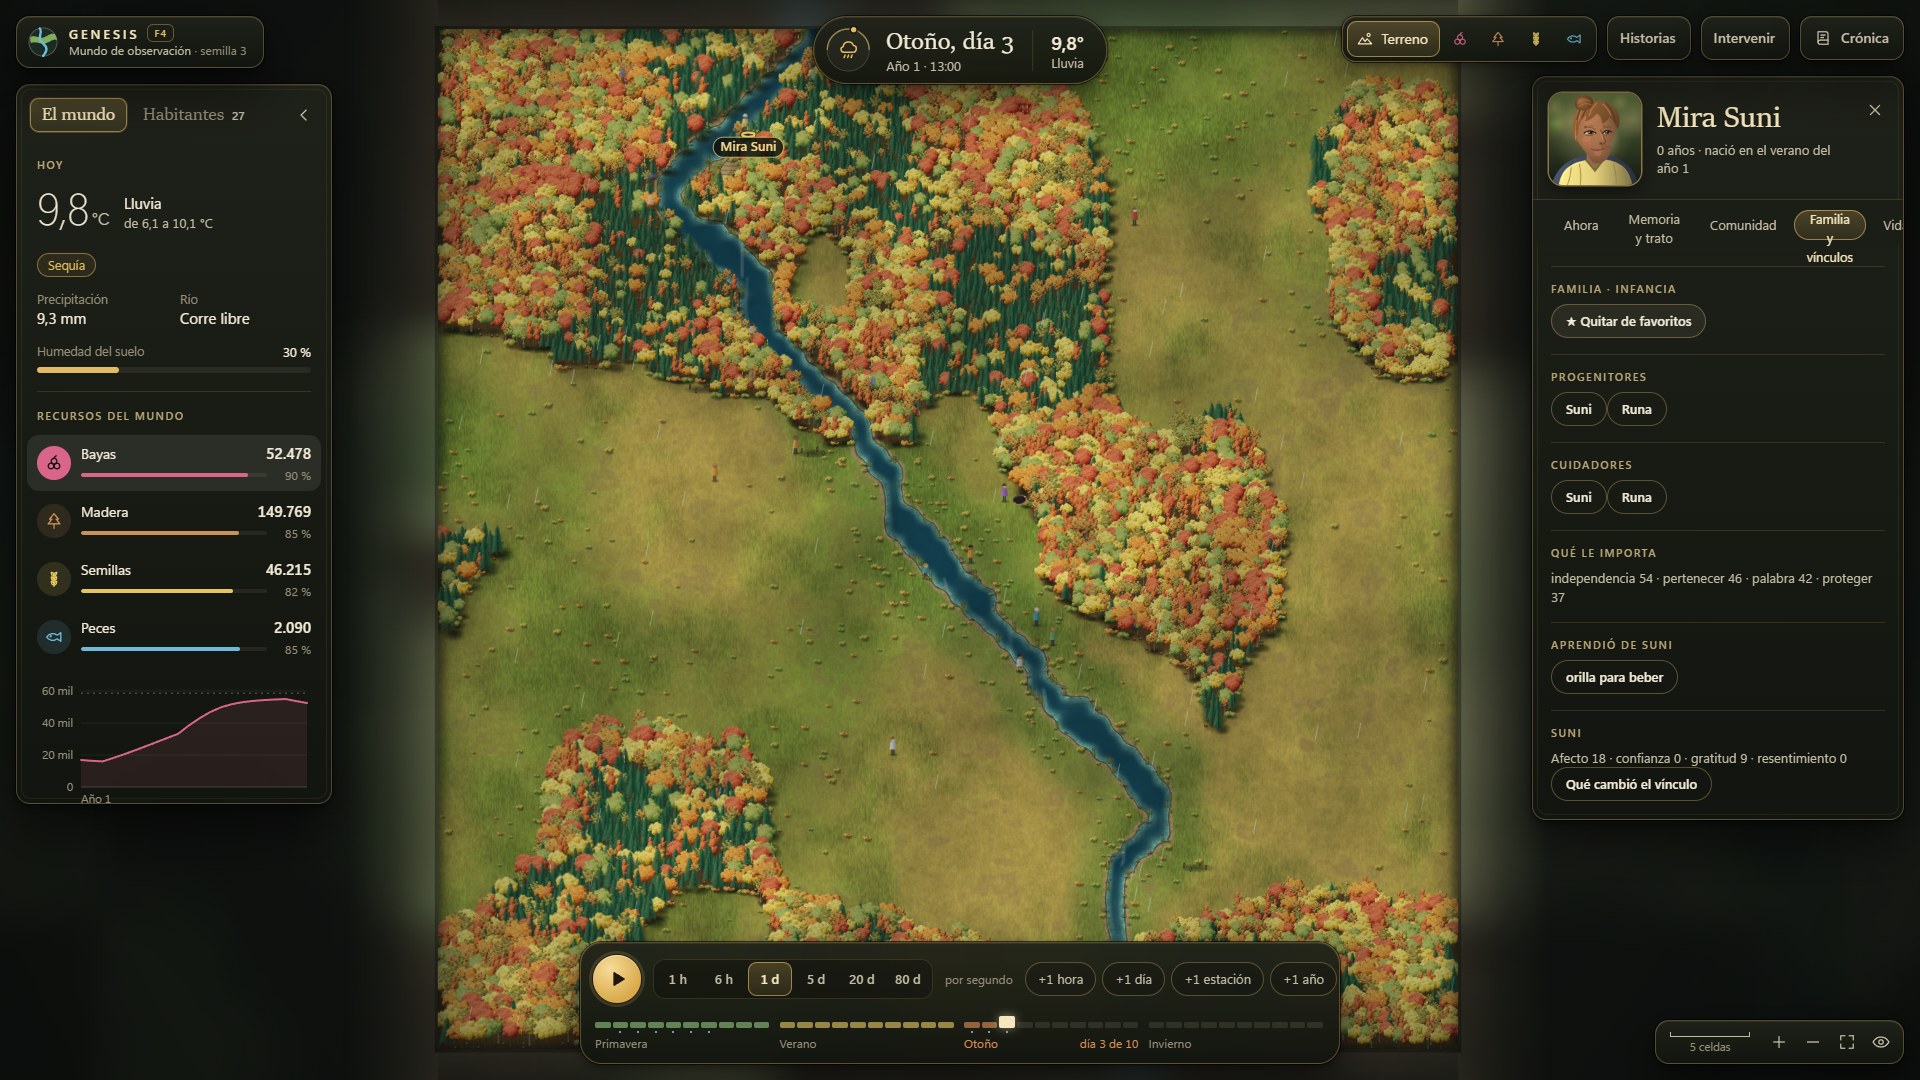 GENESIS F4
Mundo de observación · semilla 3
El mundo
Habitantes 27
HOY
9,8 °C
Lluvia
de 6,1 a 10,1 °C
Sequía
Precipitación
9,3 mm
Río
Corre libre
Humedad del suelo 30 %
RECURSOS DEL MUNDO
Bayas 52.478
90 %
Madera 149.769
85 %
Semillas 46.215
82 %
Peces 2.090
85 %
60 mil
40 mil
20 mil
0
Año 1
Otoño, día 3
Año 1 · 13:00
9,8°
Lluvia
Mira Suni
Terreno
Historias
Intervenir
Crónica
Mira Suni
0 años · nació en el verano del
año 1
Ahora
Memoria
y trato
Comunidad
Familia
y
vínculos
Vid
FAMILIA · INFANCIA
★ Quitar de favoritos
PROGENITORES
Suni Runa
CUIDADORES
Suni Runa
QUÉ LE IMPORTA
independencia 54 · pertenecer 46 · palabra 42 · proteger
37
APRENDIÓ DE SUNI
orilla para beber
SUNI
Afecto 18 · confianza 0 · gratitud 9 · resentimiento 0
Qué cambió el vínculo
1 h 6 h 1 d 5 d 20 d 80 d por segundo +1 hora +1 día +1 estación +1 año
Primavera Verano Otoño día 3 de 10 Invierno
5 celdas